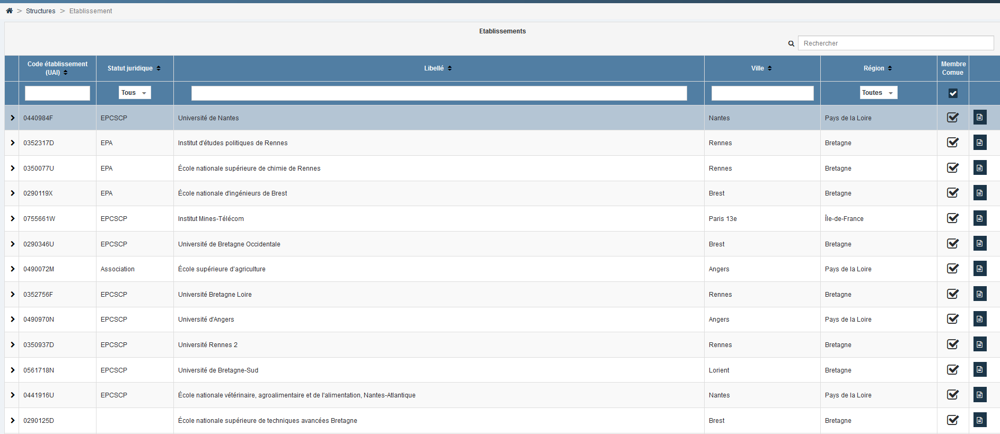 > Structures > Etablissement
Etablissements
Rechercher
Code établissement (UAI) Statut juridique Libellé Ville Région Membre Comue
Tous Toutes
0440984F EPCSCP Université de Nantes Nantes Pays de la Loire
0352317D EPA Institut d'études politiques de Rennes Rennes Bretagne
0350077U EPA École nationale supérieure de chimie de Rennes Rennes Bretagne
0290119X EPA École nationale d'ingénieurs de Brest Brest Bretagne
0755661W EPCSCP Institut Mines-Télécom Paris 13e Île-de-France
0290346U EPCSCP Université de Bretagne Occidentale Brest Bretagne
0490072M Association École supérieure d'agriculture Angers Pays de la Loire
0352756F EPCSCP Université Bretagne Loire Rennes Bretagne
0490970N EPCSCP Université d'Angers Angers Pays de la Loire
0350937D EPCSCP Université Rennes 2 Rennes Bretagne
0561718N EPCSCP Université de Bretagne-Sud Lorient Bretagne
0441916U EPCSCP École nationale vétérinaire, agroalimentaire et de l'alimentation, Nantes-Atlantique Nantes Pays de la Loire
0290125D École nationale supérieure de techniques avancées Bretagne Brest Bretagne